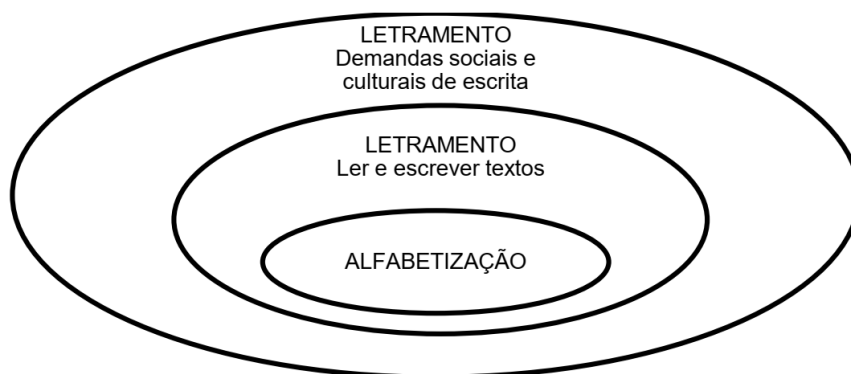 LETRAMENTO
Demandas sociais e
culturais de escrita
LETRAMENTO
Ler e escrever textos
ALFABETIZAÇÃO